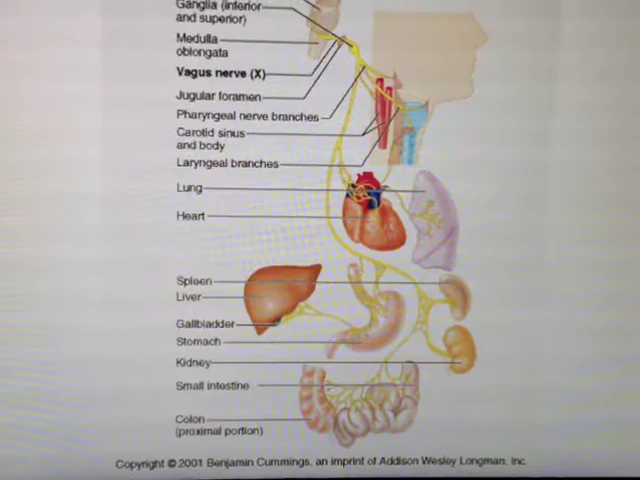 Ganglia (inferior
and superior)
Medulla
oblongata
Vagus nerve (X)
Jugular foramen
Pharyngeal nerve branches
Carotid sinus
and body
Laryngeal branches
Lung
Heart
Spleen
Liver
Gallbladder
Stomach
Kidney
Small intestine
Colon
(proximal portion)
Copyright © 2001 Benjamin Cummings, an imprint of Addison Wesley Longman, Inc.